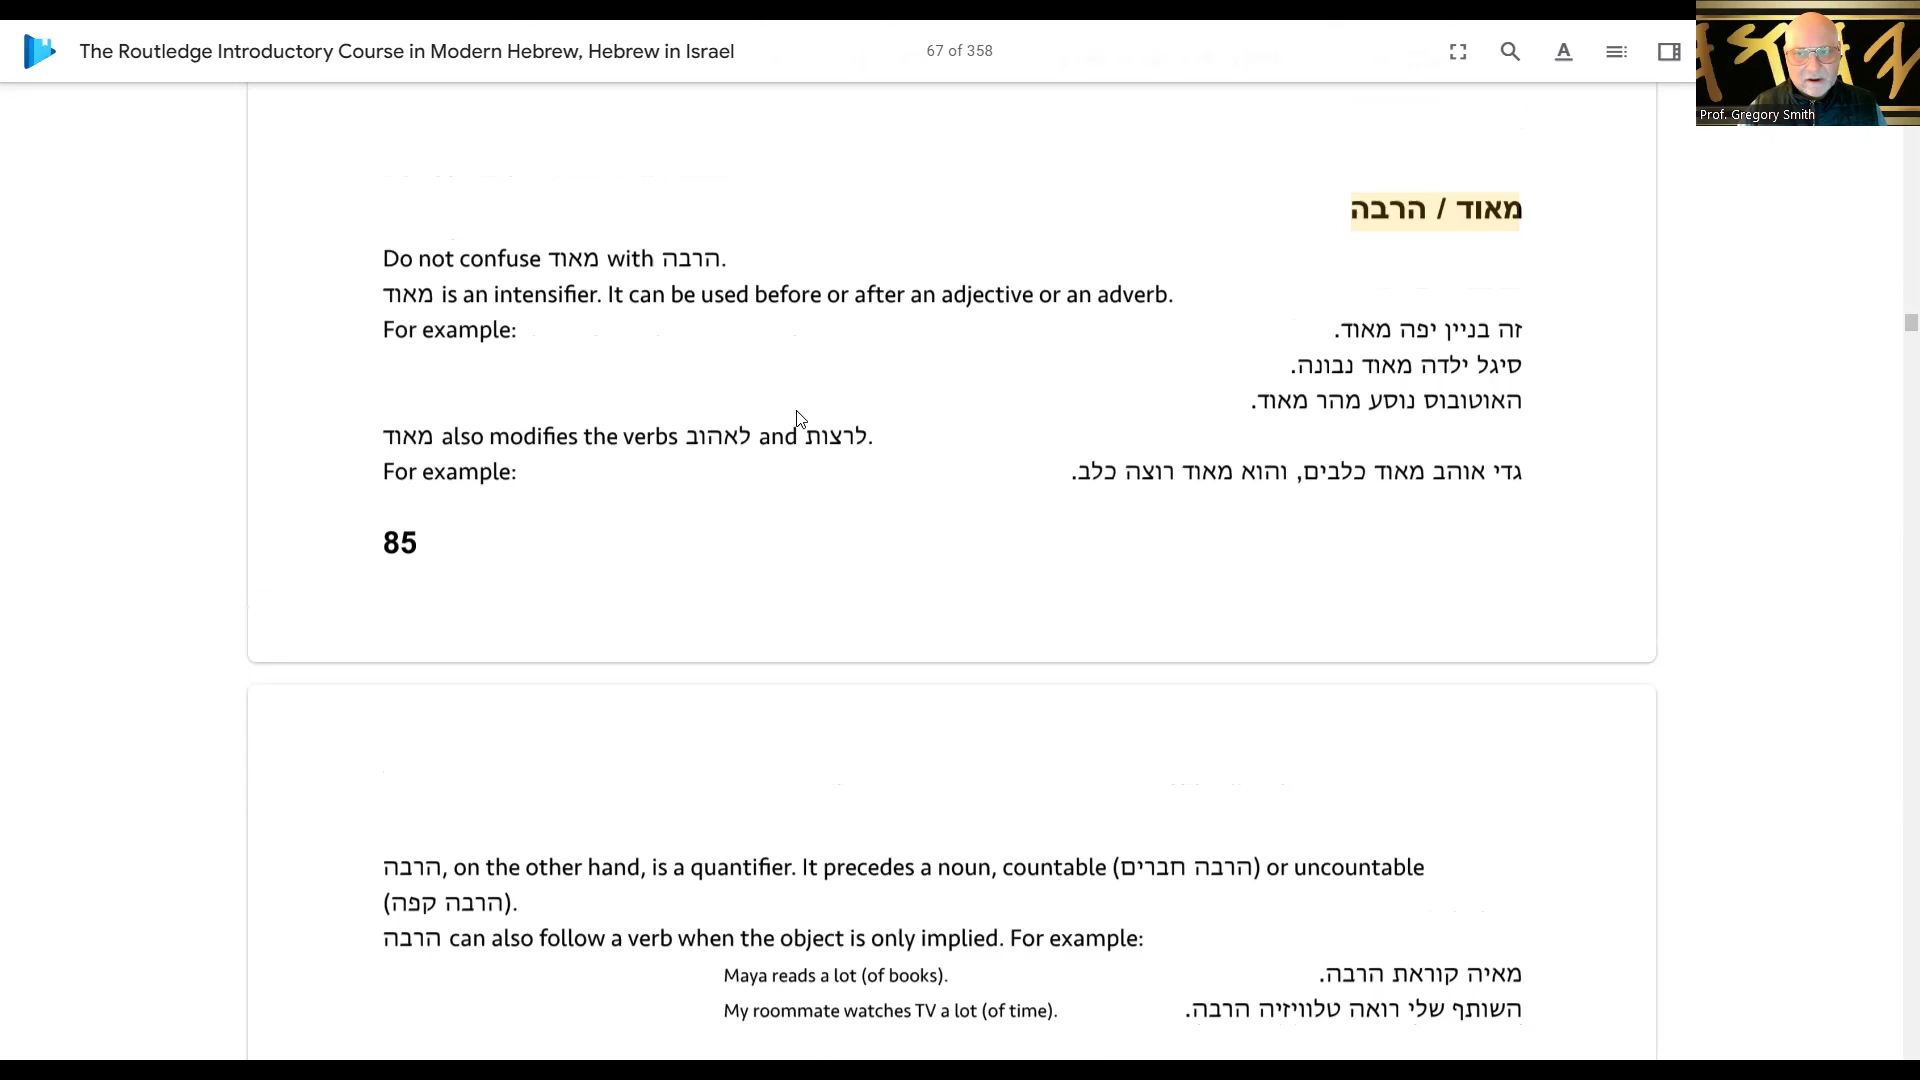 The Routledge Introductory Course in Modern Hebrew, Hebrew in Israel
67 of 358
Prof. Gregory Smith
מאוד / הרבה
Do not confuse מאוד with הרבה.
מאוד is an intensifier. It can be used before or after an adjective or an adverb.
For example:
זה בניין יפה מאוד.
סיגל ילדה מאוד נבונה.
האוטובוס נוסע מהר מאוד.
מאוד also modifies the verbs לאהוב and לרצות.
For example:
גדי אוהב מאוד כלבים, והוא מאוד רוצה כלב.
85
הרבה, on the other hand, is a quantifier. It precedes a noun, countable (הרבה חברים) or uncountable
(הרבה קפה).
הרבה can also follow a verb when the object is only implied. For example:
Maya reads a lot (of books).
מאיה קוראת הרבה.
My roommate watches TV a lot (of time).
השותף שלי רואה טלוויזיה הרבה.